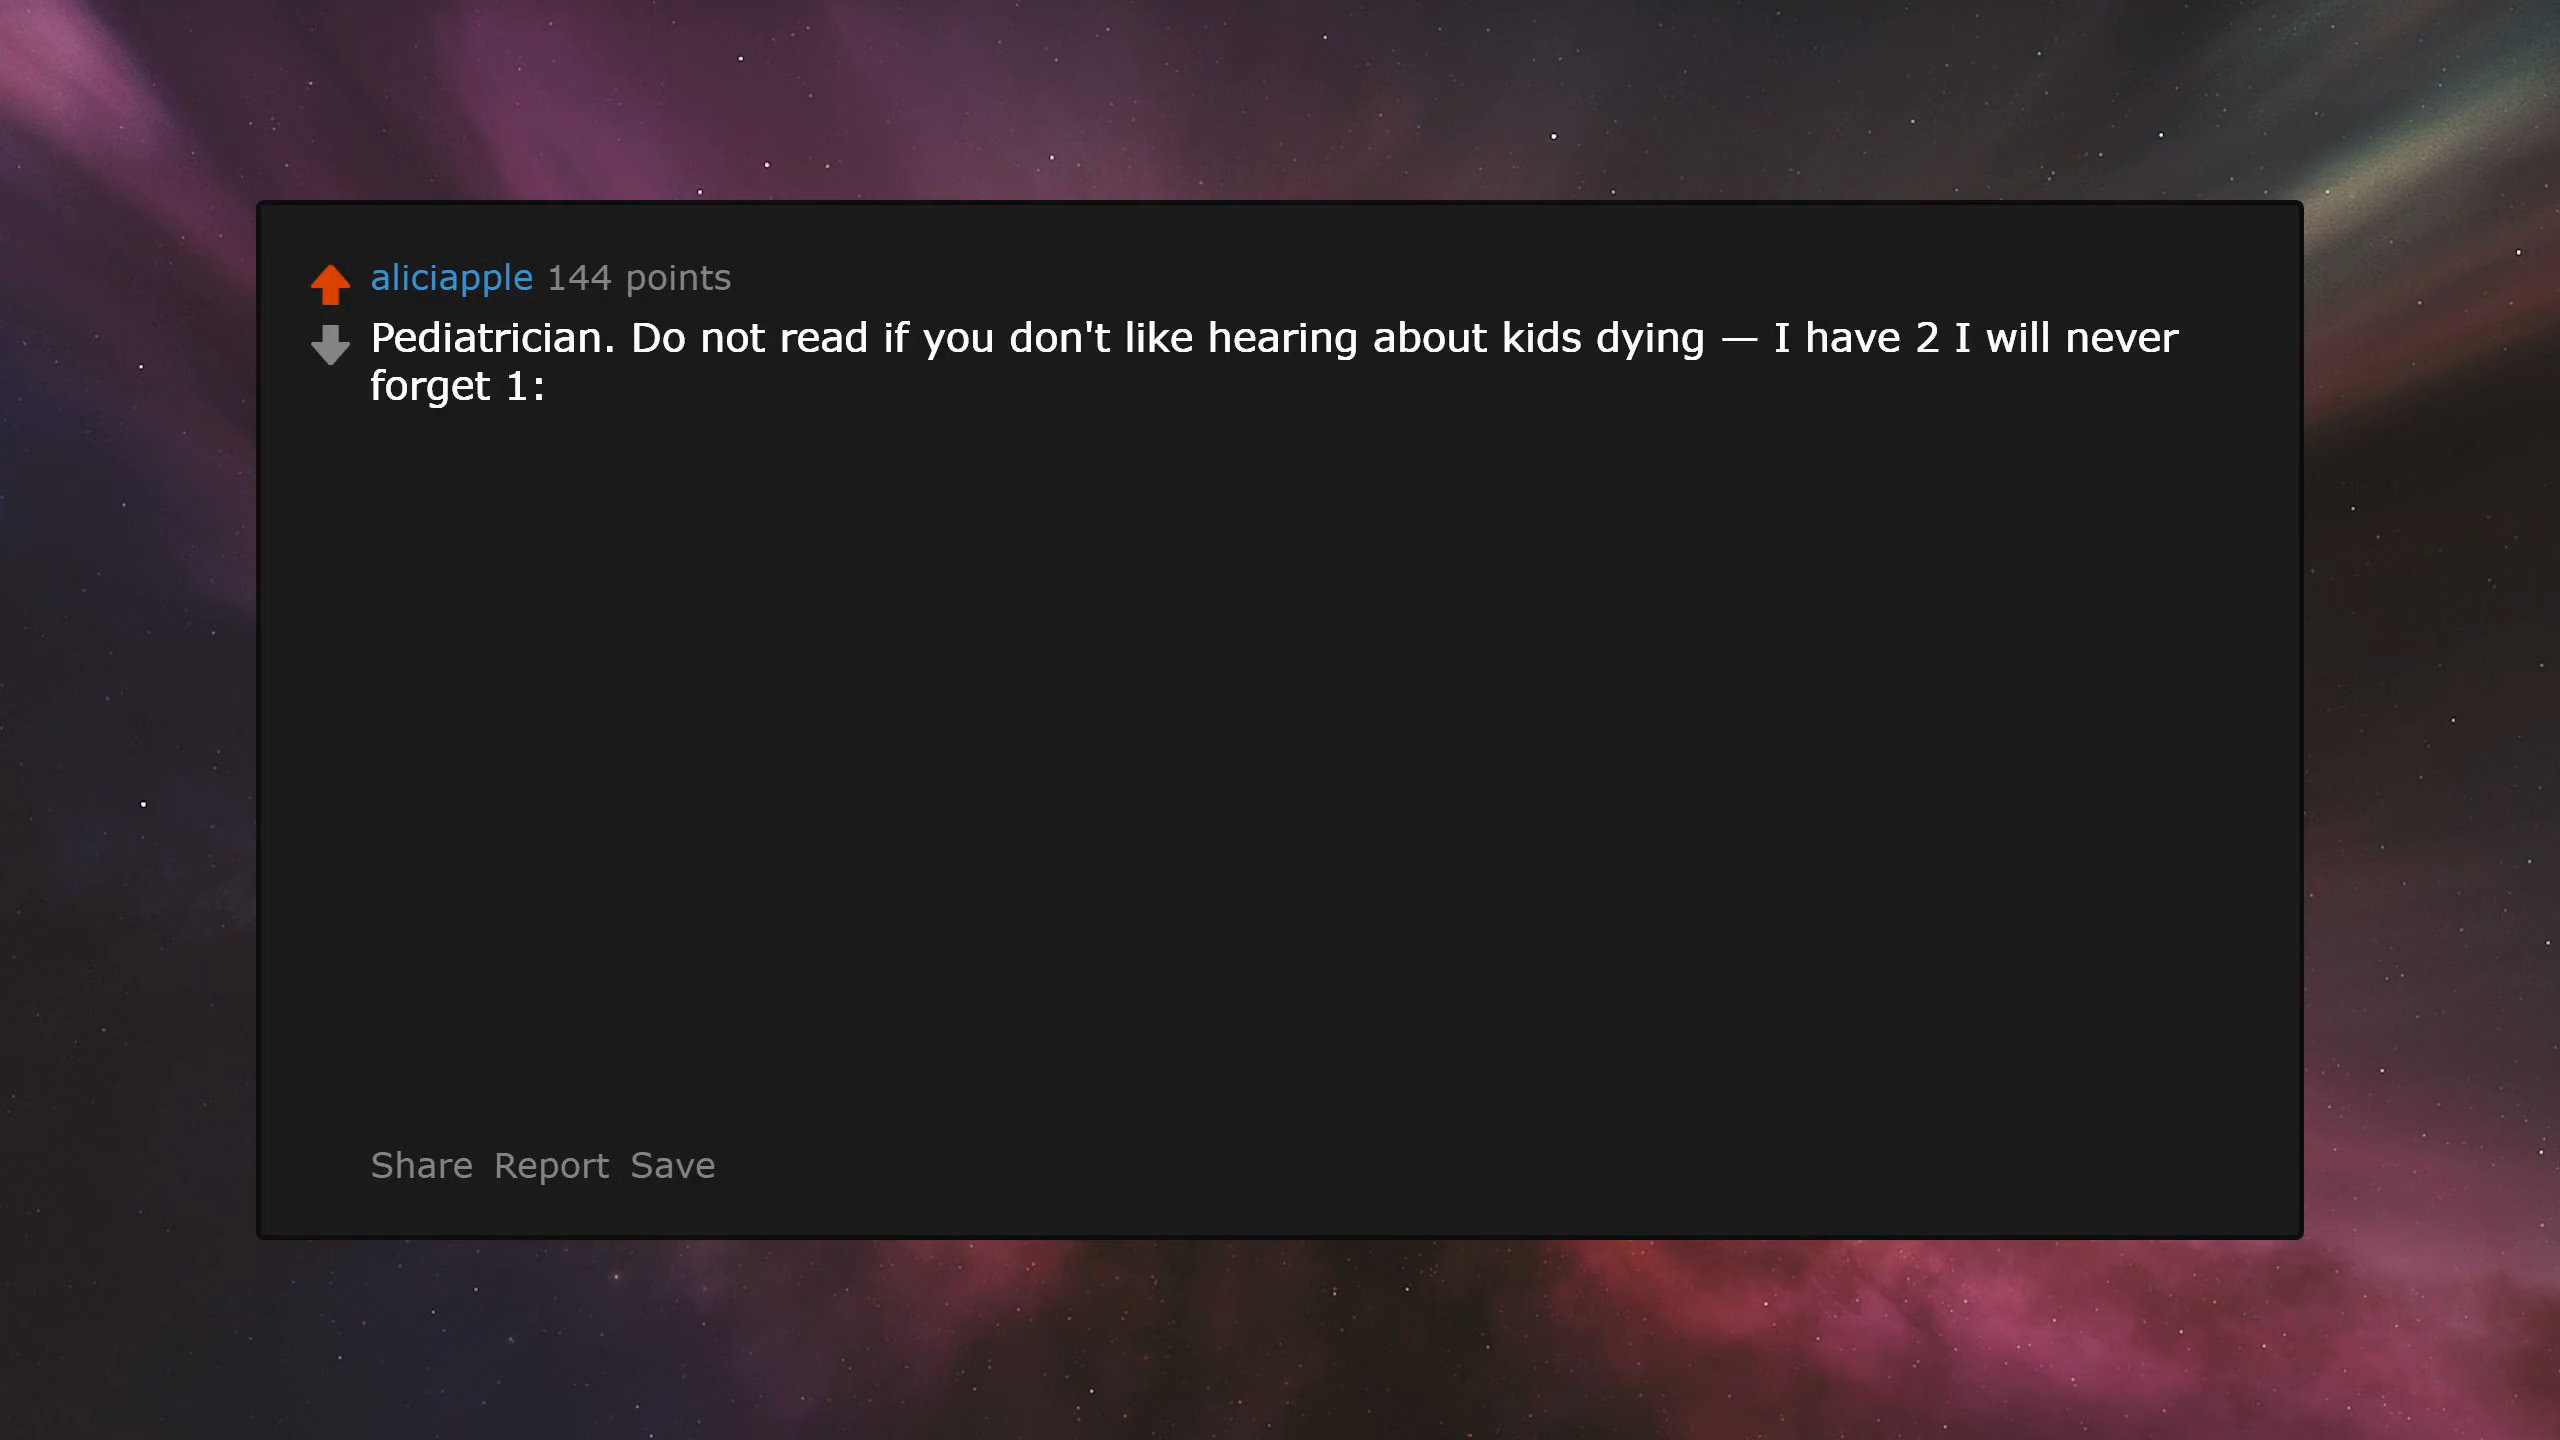 aliciapple 144 points
Pediatrician. Do not read if you don't like hearing about kids dying — I have 2 I will never
forget 1:
Share Report Save